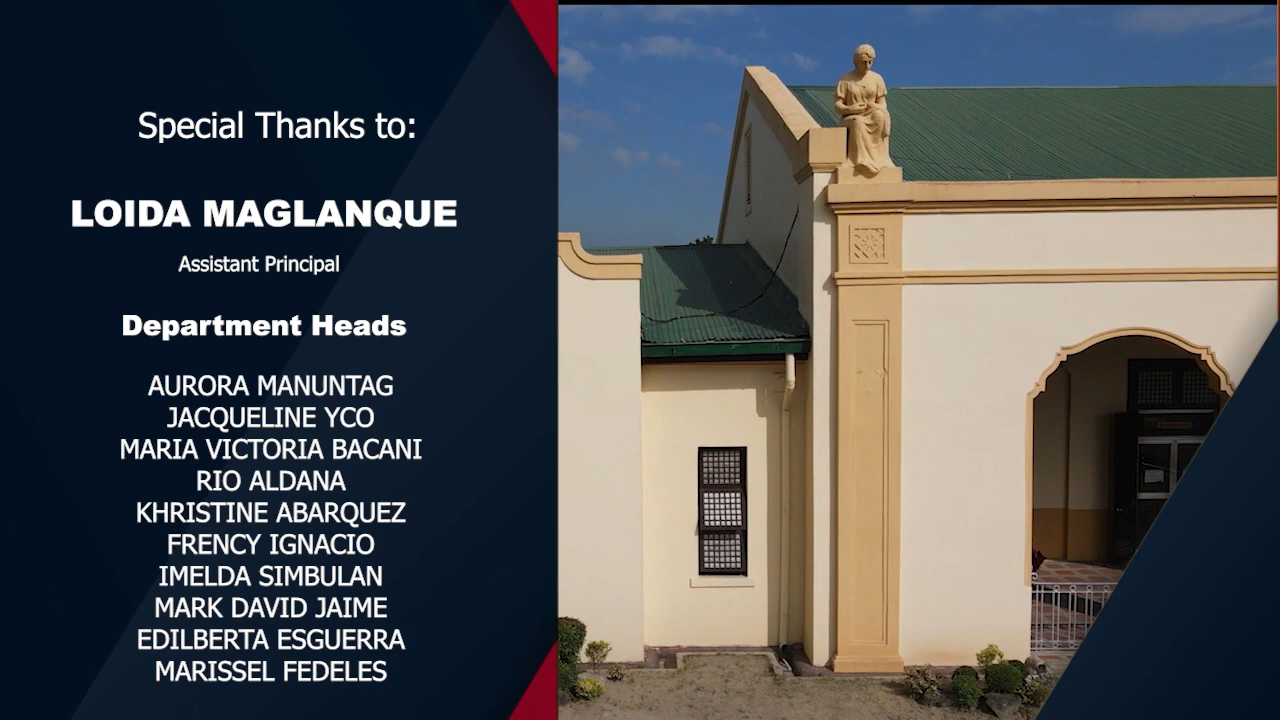 Special Thanks to:
LOIDA MAGLANQUE
Assistant Principal
Department Heads
AURORA MANUNTAG
JACQUELINE YCO
MARIA VICTORIA BACANI
RIO ALDANA
KHRISTINE ABARQUEZ
FRENCY IGNACIO
IMELDA SIMBULAN
MARK DAVID JAIME
EDILBERTA ESGUERRA
MARISSEL FEDELES